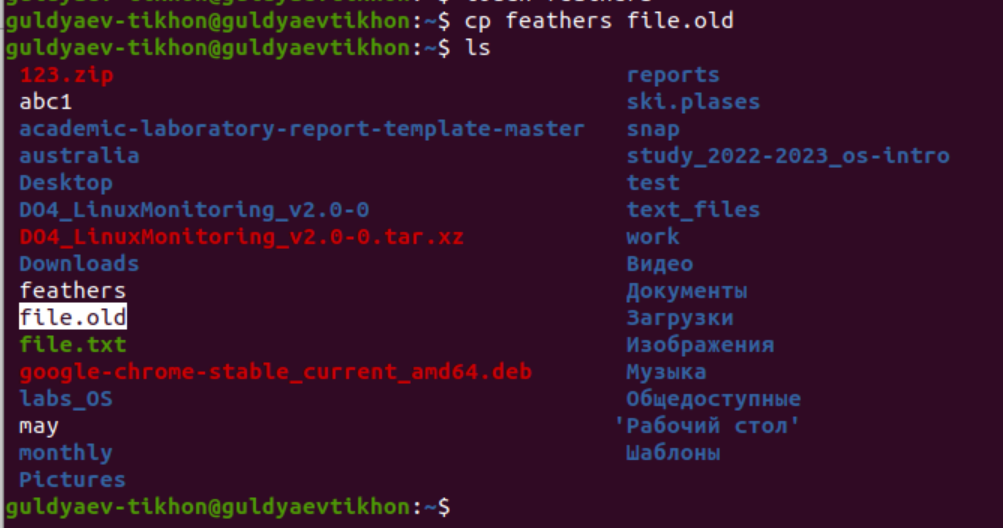 guldyaev-tikhon@guldyaevtikhon:~$ cp feathers file.old
guldyaev-tikhon@guldyaevtikhon:~$ ls
123.zip reports
abc1 ski.plases
academic-laboratory-report-template-master snap
australia study_2022-2023_os-intro
Desktop test
DO4_LinuxMonitoring_v2.0-0 text_files
DO4_LinuxMonitoring_v2.0-0.tar.xz work
Downloads Видео
feathers Документы
file.old Загрузки
file.txt Изображения
google-chrome-stable_current_amd64.deb Музыка
labs_OS Общедоступные
may 'Рабочий стол'
monthly Шаблоны
Pictures
guldyaev-tikhon@guldyaevtikhon:~$